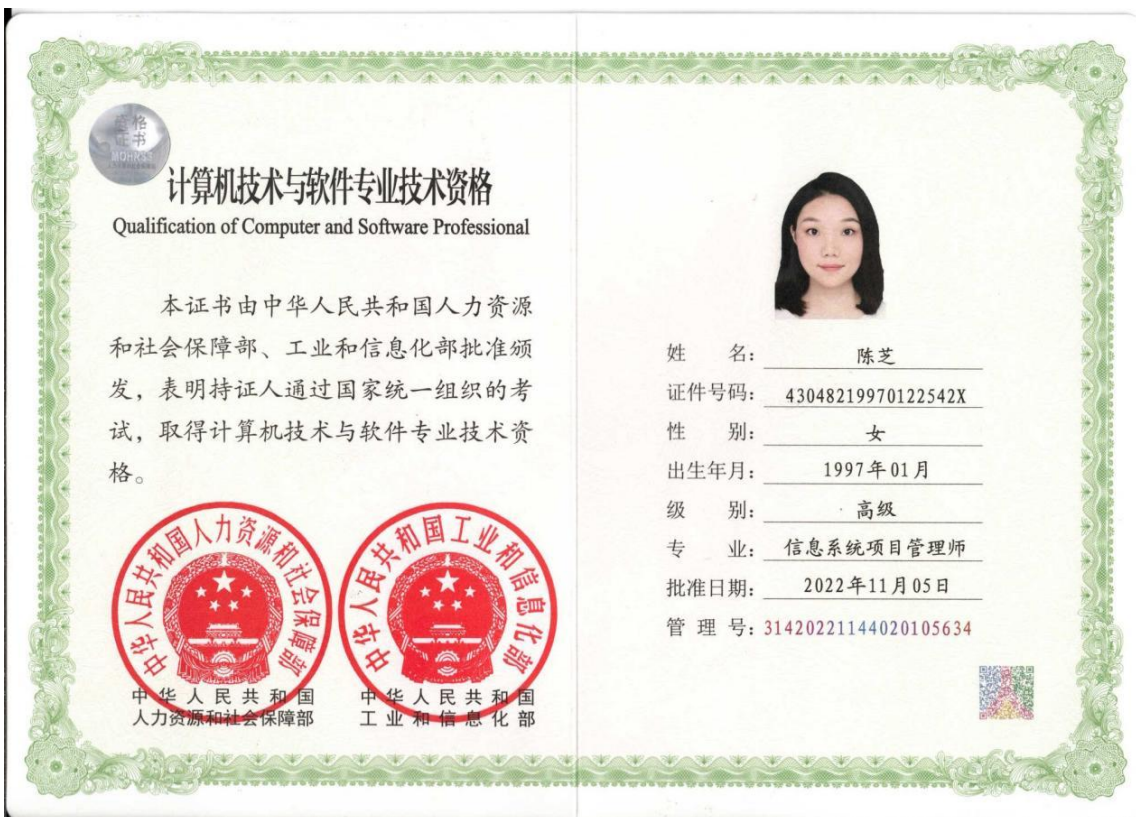 资格
证书
MOHRSS
计算机技术与软件专业技术资格
Qualification of Computer and Software Professional
本证书由中华人民共和国人力资源
和社会保障部、工业和信息化部批准颁
发，表明持证人通过国家统一组织的考
试，取得计算机技术与软件专业技术资
格。
中华人民共和国人力资源和社会保障部
中华人民共和国
人力资源和社会保障部
中华人民共和国工业和信息化部
中华人民共和国
工业和信息化部
姓 名：陈芝
证件号码：43048219970122542X
性 别：女
出生年月：1997年01月
级 别：高级
专 业：信息系统项目管理师
批准日期：2022年11月05日
管 理 号：31420221144020105634